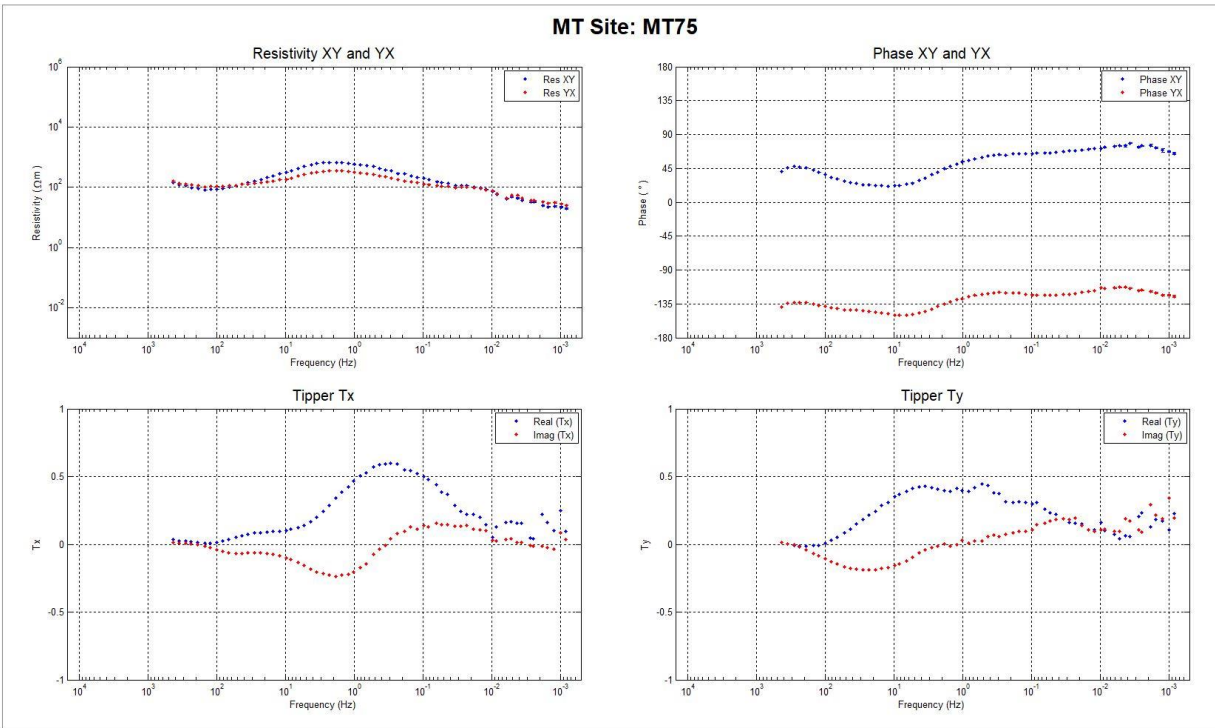 MT Site: MT75
Resistivity XY and YX
10^6
10^4
10^2
10^0
10^-2
Resistivity (Ωm)
Res XY
Res YX
10^4 10^3 10^2 10^1 10^0 10^-1 10^-2 10^-3
Frequency (Hz)
Phase XY and YX
180
135
90
45
0
-45
-90
-135
-180
Phase (°)
Phase XY
Phase YX
10^4 10^3 10^2 10^1 10^0 10^-1 10^-2 10^-3
Frequency (Hz)
Tipper Tx
1
0.5
0
-0.5
-1
Tx
Real (Tx)
Imag (Tx)
10^4 10^3 10^2 10^1 10^0 10^-1 10^-2 10^-3
Frequency (Hz)
Tipper Ty
1
0.5
0
-0.5
-1
Ty
Real (Ty)
Imag (Ty)
10^4 10^3 10^2 10^1 10^0 10^-1 10^-2 10^-3
Frequency (Hz)